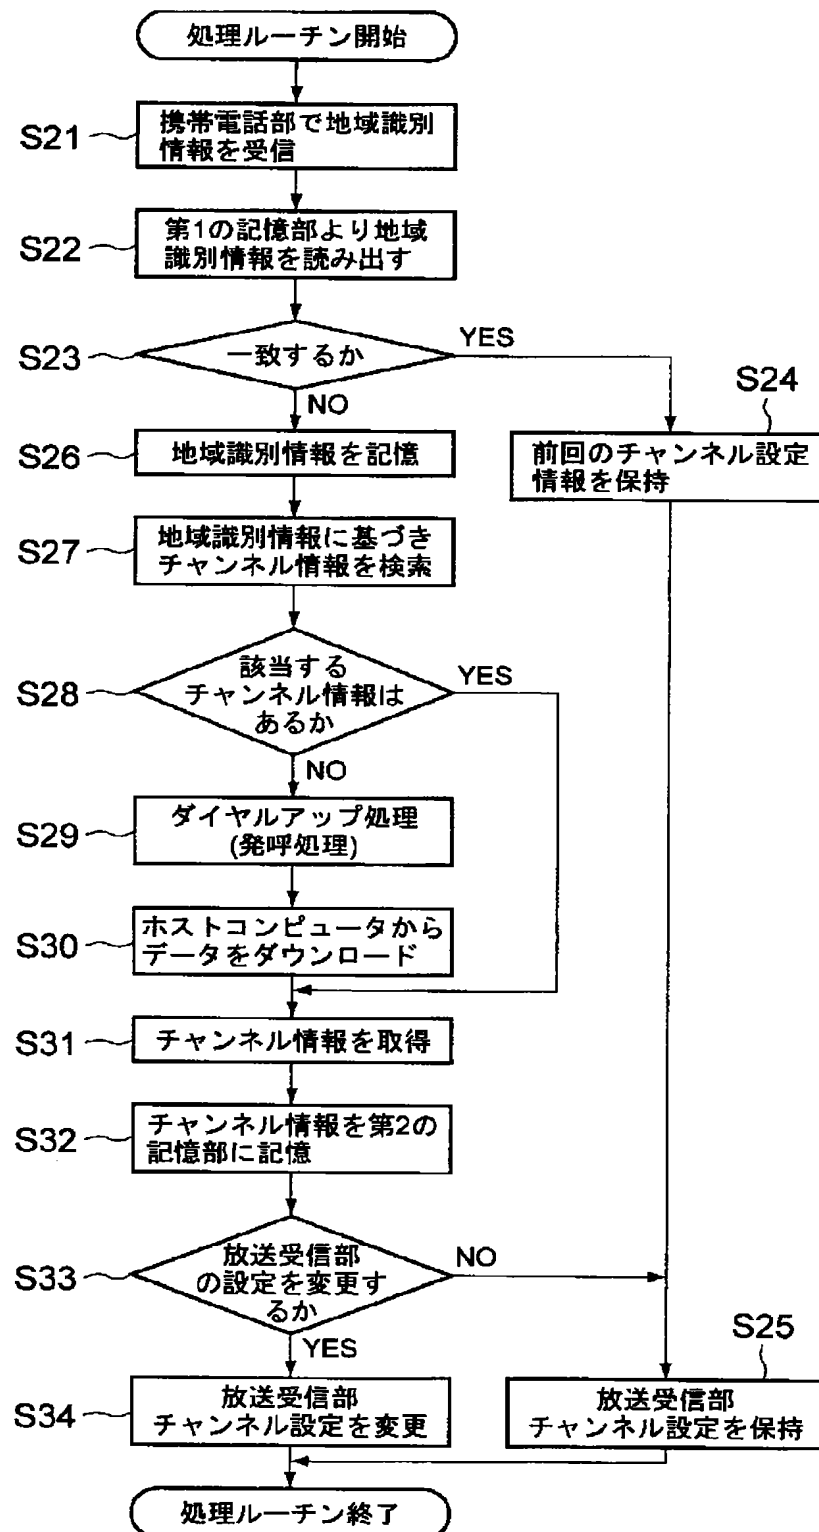 処理ルーチン開始
S21
携帯電話部で地域識別
情報を受信
S22
第1の記憶部より地域
識別情報を読み出す
S23
一致するか
YES
NO
S24
前回のチャンネル設定
情報を保持
S26
地域識別情報を記憶
S27
地域識別情報に基づき
チャンネル情報を検索
S28
該当する
チャンネル情報は
あるか
YES
NO
S29
ダイヤルアップ処理
(発呼処理)
S30
ホストコンピュータから
データをダウンロード
S31
チャンネル情報を取得
S32
チャンネル情報を第2の
記憶部に記憶
S33
放送受信部
の設定を変更す
るか
NO
YES
S25
放送受信部
チャンネル設定を保持
S34
放送受信部
チャンネル設定を変更
処理ルーチン終了